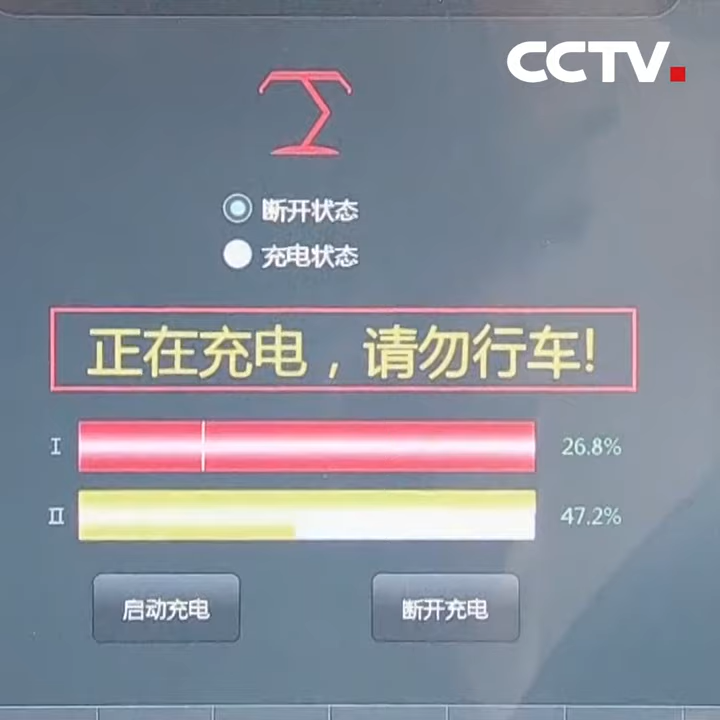 CCTV.
断开状态
充电状态
正在充电，请勿行车!
I 26.8%
II 47.2%
启动充电 断开充电